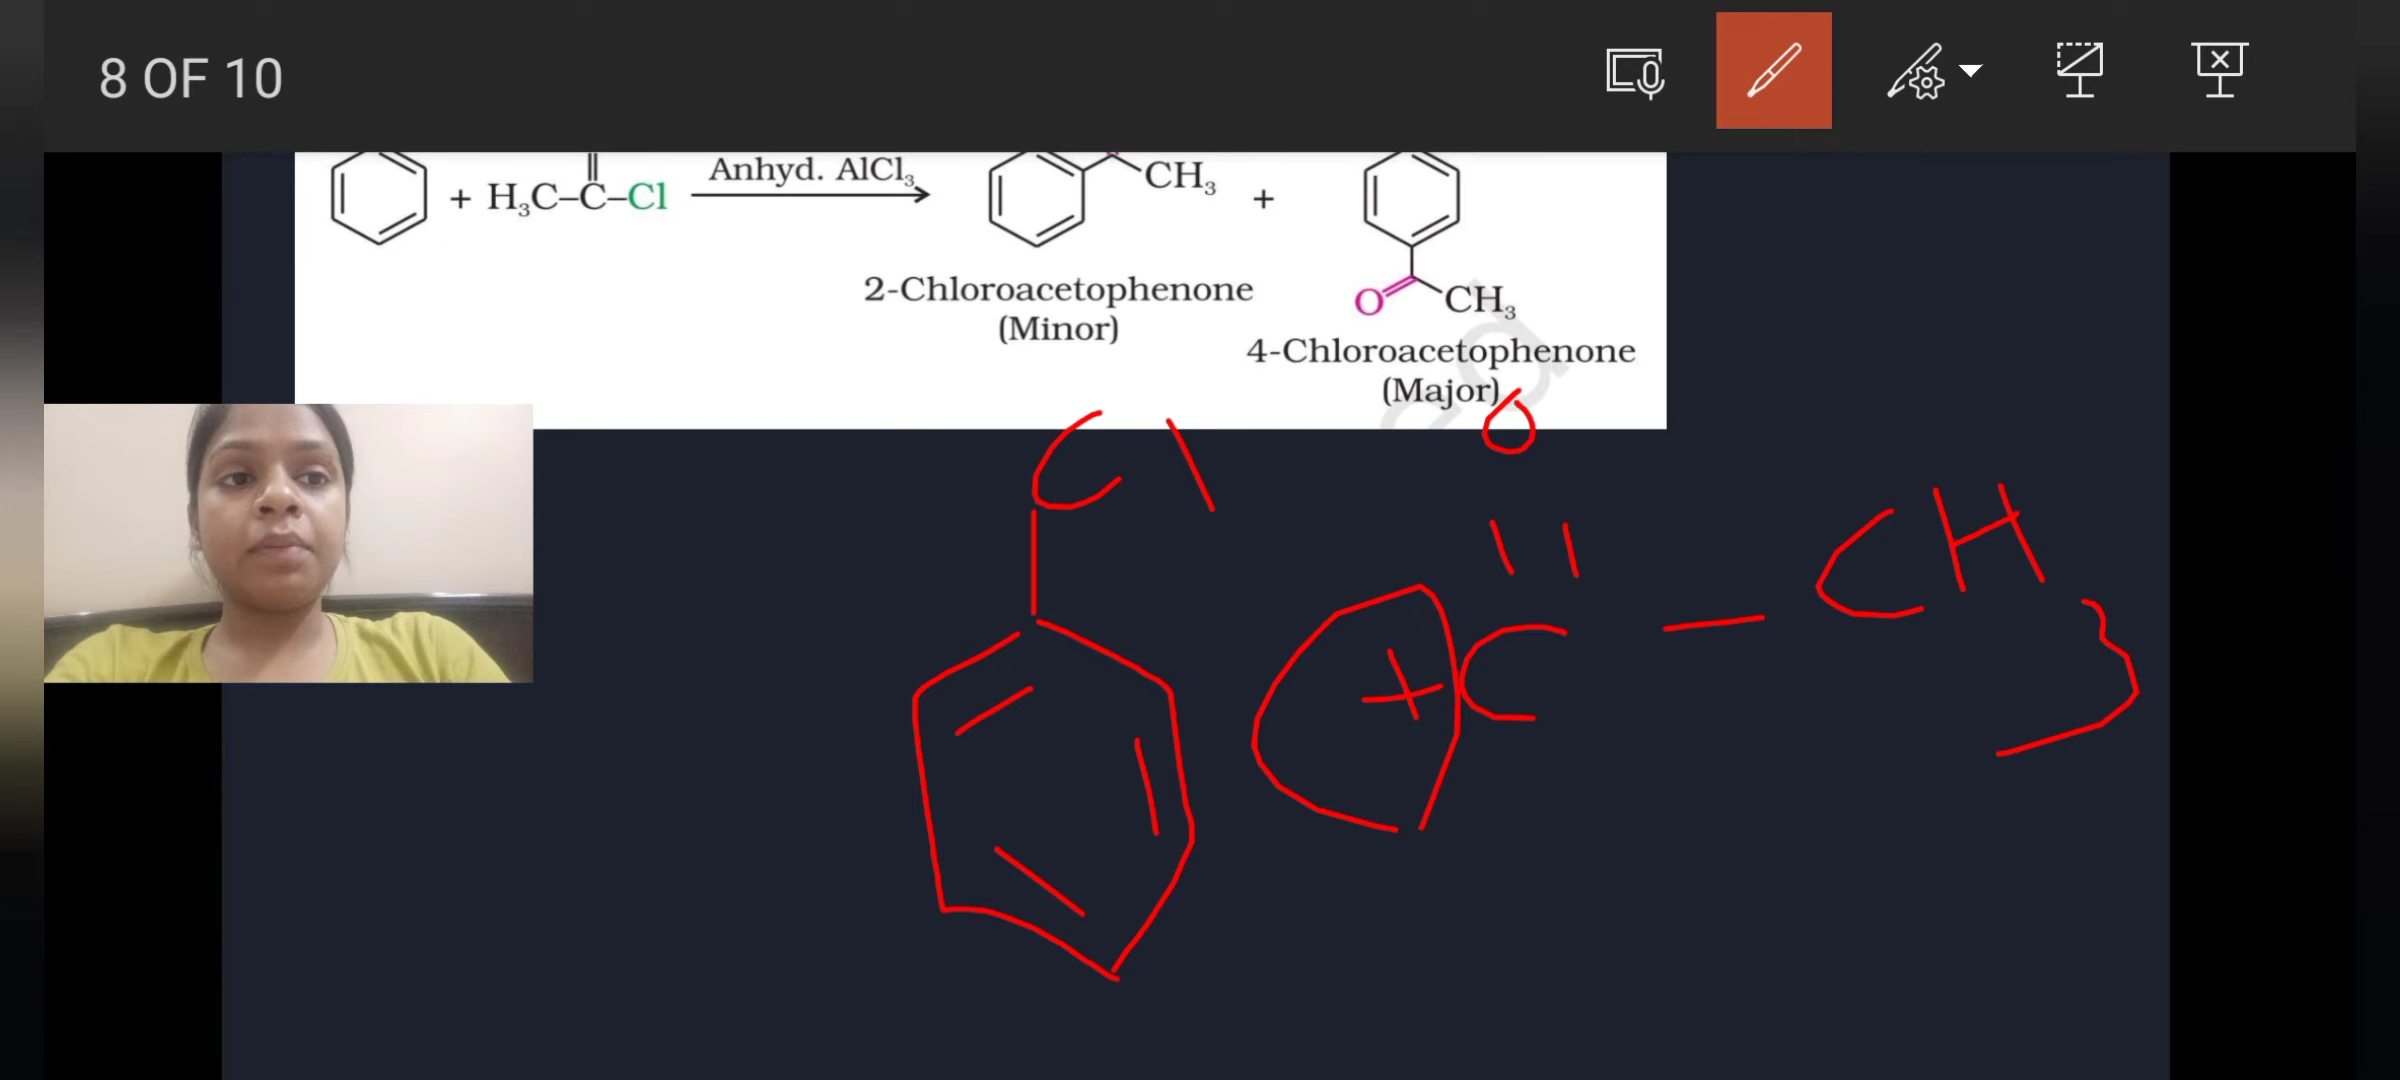 8 OF 10
+ H₃C–C–Cl Anhyd. AlCl₃ CH₃ +
2-Chloroacetophenone
(Minor)
O CH₃
4-Chloroacetophenone
(Major)
Cl
O
+ C – CH3